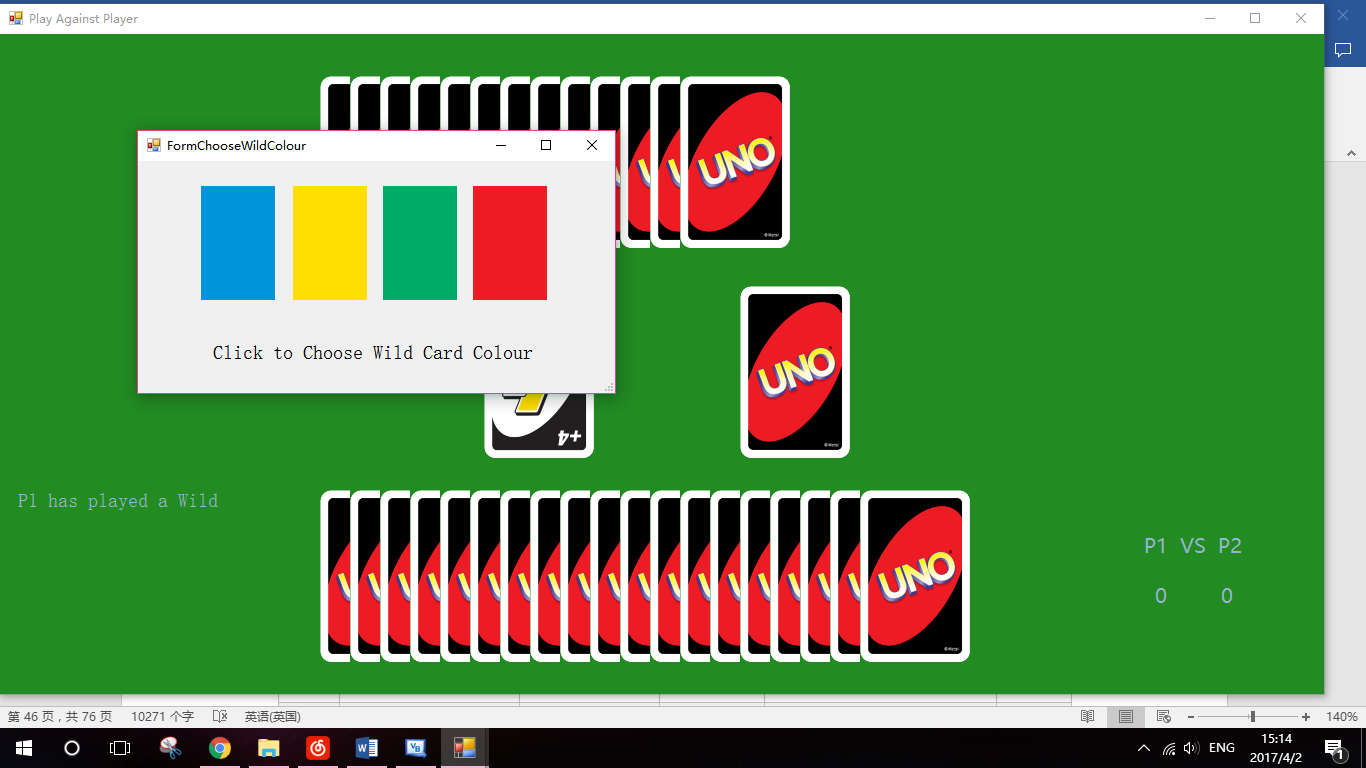 Play Against Player
UNO
FormChooseWildColour
Click to Choose Wild Card Colour
UNO
+4
P1 has played a Wild
UNO
P1 VS P2
0 0
第 46 页，共 76 页 10271 个字 英语(英国) 140%
15:14
ENG
2017/4/2
1